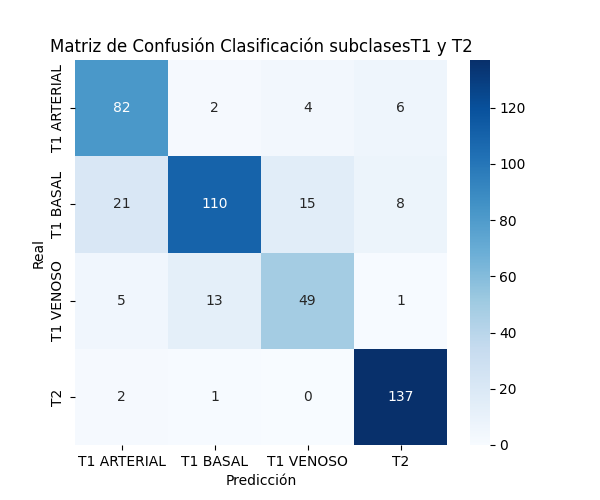 Matriz de Confusión Clasificación subclasesT1 y T2
Real
T1 ARTERIAL
82 2 4 6
T1 BASAL
21 110 15 8
T1 VENOSO
5 13 49 1
T2
2 1 0 137
T1 ARTERIAL T1 BASAL T1 VENOSO T2
Predicción
120
100
80
60
40
20
0